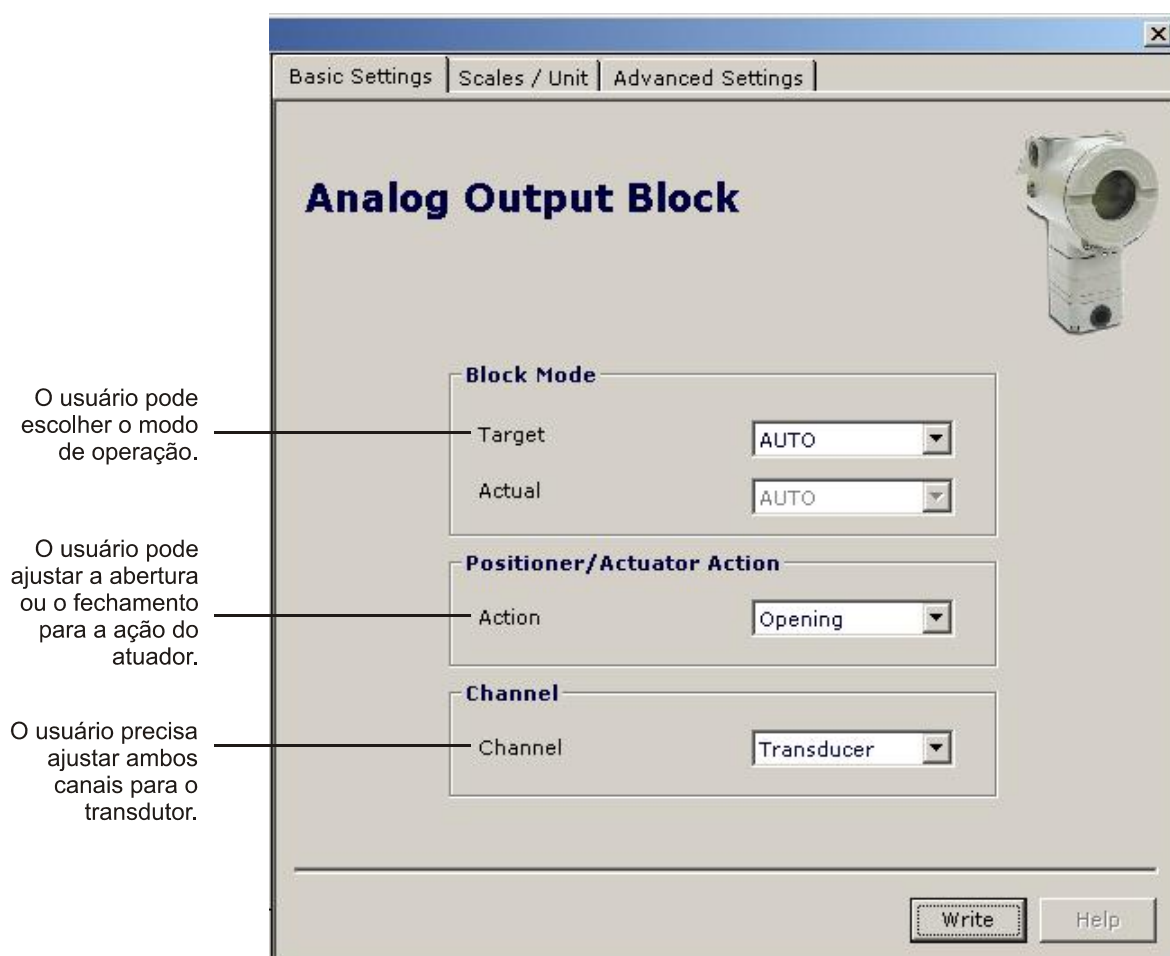 Basic Settings
Scales / Unit
Advanced Settings
Analog Output Block
O usuário pode
escolher o modo
de operação.
Block Mode
Target
AUTO
Actual
AUTO
O usuário pode
ajustar a abertura
ou o fechamento
para a ação do
atuador.
Positioner/Actuator Action
Action
Opening
O usuário precisa
ajustar ambos
canais para o
transdutor.
Channel
Channel
Transducer
Write
Help